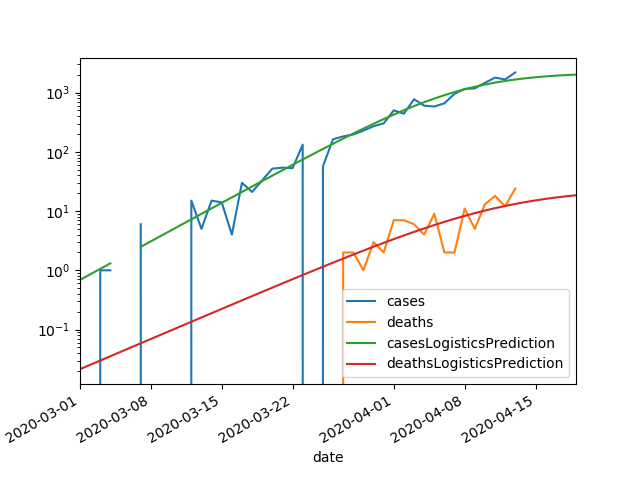 10³
10²
10¹
10⁰
10⁻¹
cases
deaths
casesLogisticsPrediction
deathsLogisticsPrediction
2020-03-01
2020-03-08
2020-03-15
2020-03-22
2020-04-01
2020-04-08
2020-04-15
date